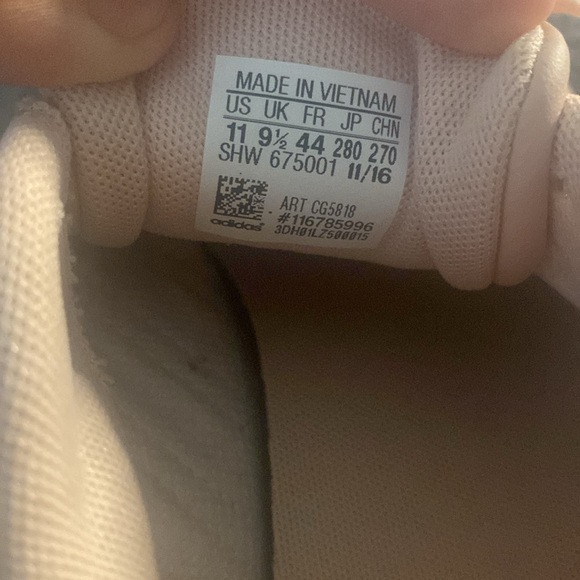 MADE IN VIETNAM
US UK FR JP CHN
11 9½ 44 280 270
SHW 675001 11/16
ART CG5818
#116785996
adidas 3DH01LZ500015